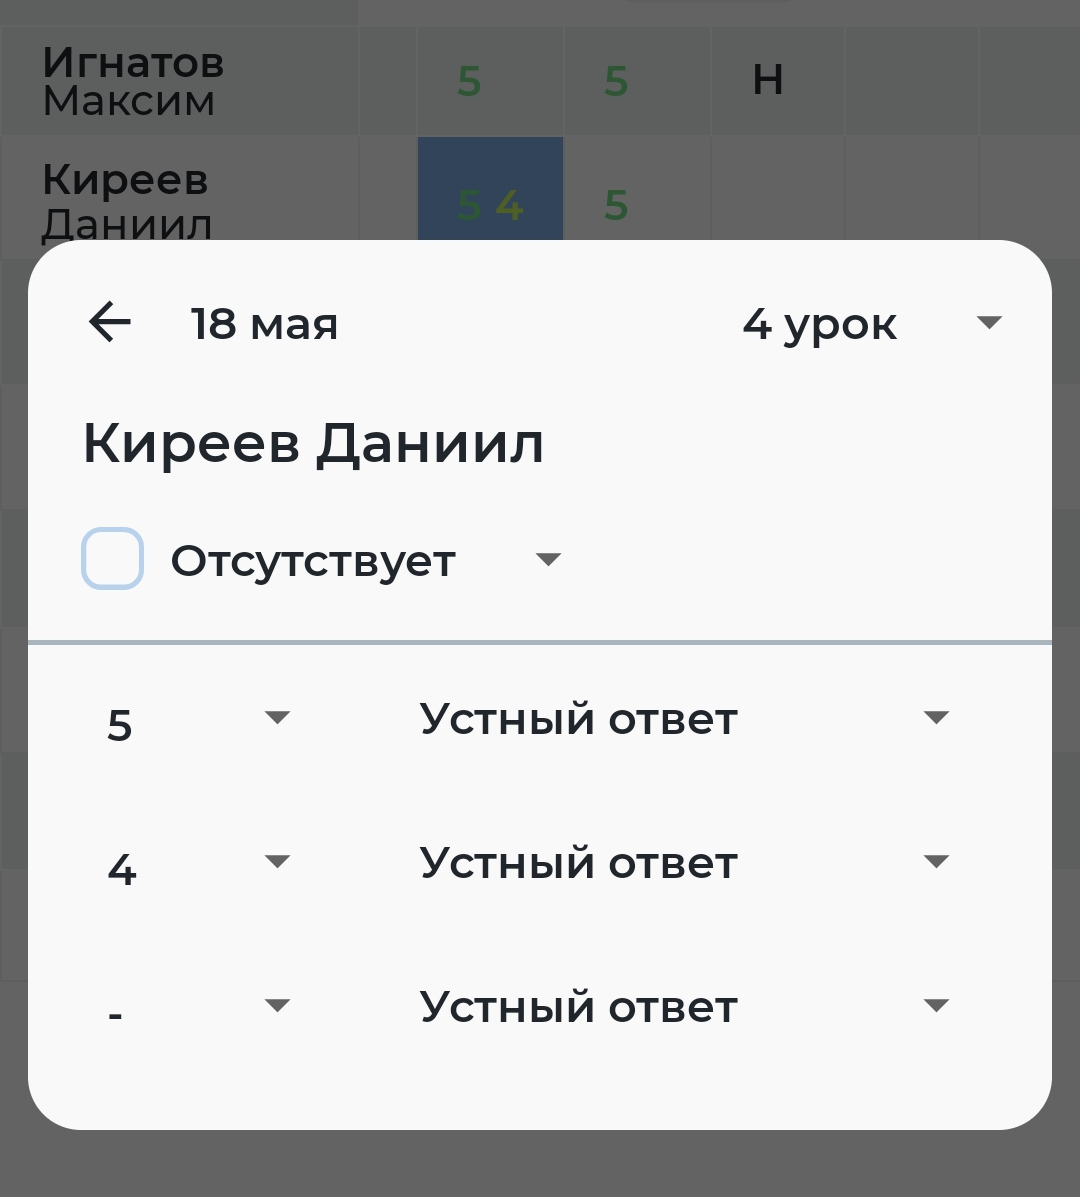 Игнатов
Максим
5 5 Н
Киреев
Даниил
5 4 5
18 мая 4 урок
Киреев Даниил
Отсутствует
5 Устный ответ
4 Устный ответ
- Устный ответ